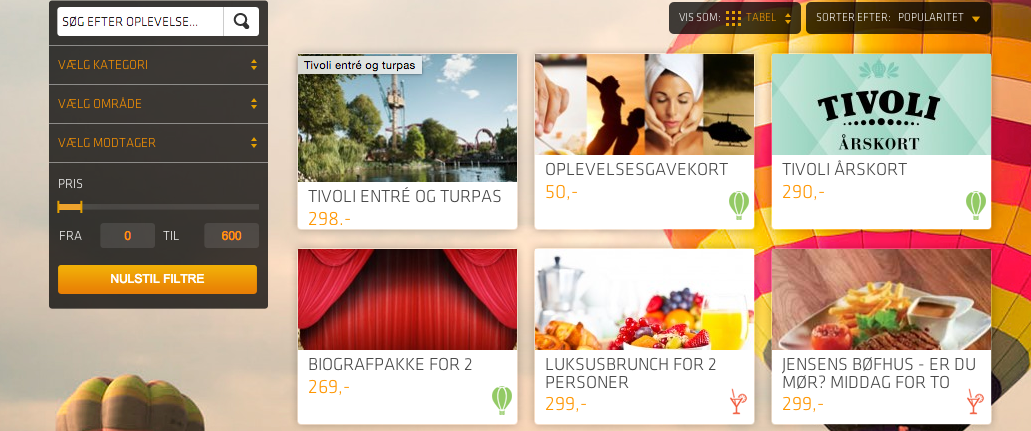 SØG EFTER OPLEVELSE...
VÆLG KATEGORI
VÆLG OMRÅDE
VÆLG MODTAGER
PRIS
FRA 0 TIL 600
NULSTIL FILTRE
VIS SOM: TABEL
SORTER EFTER: POPULARITET
Tivoli entré og turpas
TIVOLI ENTRÉ OG TURPAS
298,-
OPLEVELSESGAVEKORT
50,-
TIVOLI
ÅRSKORT
TIVOLI ÅRSKORT
290,-
BIOGRAFPAKKE FOR 2
269,-
LUKSUSBRUNCH FOR 2
PERSONER
299,-
JENSENS BØFHUS - ER DU
MØR? MIDDAG FOR TO
299,-